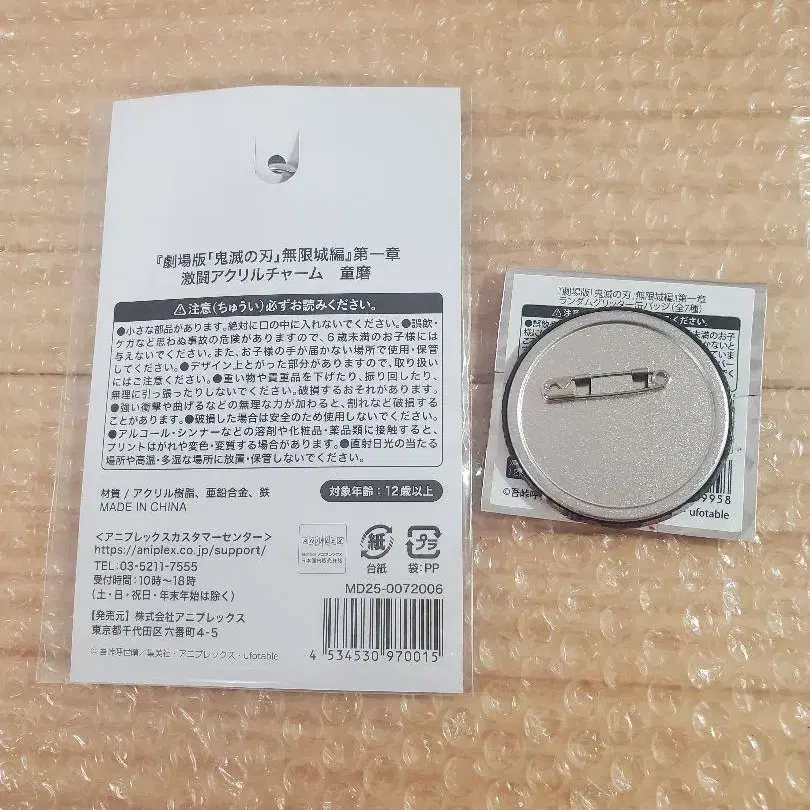 『劇場版「鬼滅の刃」無限城編』第一章
激闘アクリルチャーム　童磨
⚠注意(ちゅうい)必ずお読みください。
●小さな部品があります。絶対に口の中に入れないでください。●誤飲・
ケガなど思わぬ事故の危険がありますので、6歳未満のお子様には
与えないでください。また、お子様の手が届かない場所で使用・保管
してください。●デザイン上とがった部分がありますので、取り扱い
にはご注意ください。●重い物や貴重品を下げたり、振り回したり、
無理に引っ張ったりしないでください。破損するおそれがあります。
●強い衝撃や曲げるなどの無理な力が加わると、割れなど破損する
ことがあります。●破損した場合は安全のため使用しないでください。
●アルコール・シンナーなどの溶剤や化粧品・薬品類に接触すると、
プリントはがれや変色・変質する場合があります。●直射日光の当たる
場所や高温・多湿な場所に放置・保管しないでください。
材質 / アクリル樹脂、亜鉛合金、鉄
MADE IN CHINA
対象年齢:12歳以上
<アニプレックスカスタマーセンター>
https://aniplex.co.jp/support/
TEL:03-5211-7555
受付時間:10時〜18時
(土・日・祝日・年末年始は除く)
【発売元】株式会社アニプレックス
東京都千代田区六番町4-5
©吾峠呼世晴／集英社・アニプレックス・ufotable
ANIPLEX
紙
台紙
プラ
袋:PP
MD25-0072006
4 534530 970015
『劇場版「鬼滅の刃」無限城編』第一章
ランダムグリッター缶バッジ(全7種)
©吾峠呼
9958
ufotable